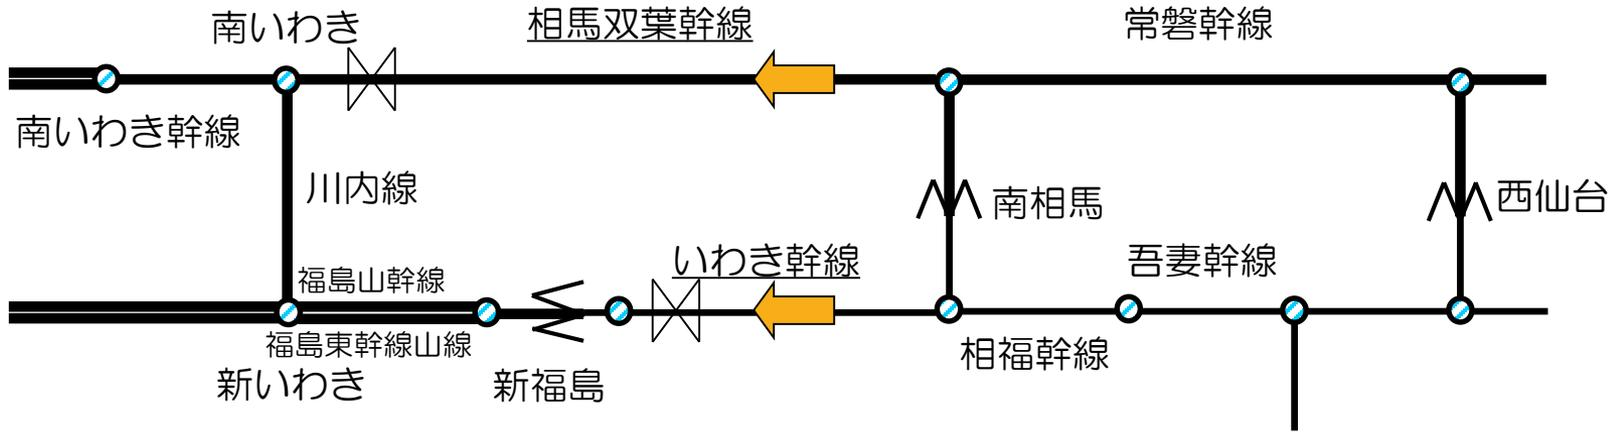 南いわき
相馬双葉幹線
常磐幹線
南いわき幹線
川内線
南相馬
西仙台
いわき幹線
吾妻幹線
福島山幹線
福島東幹線山線
相福幹線
新いわき
新福島